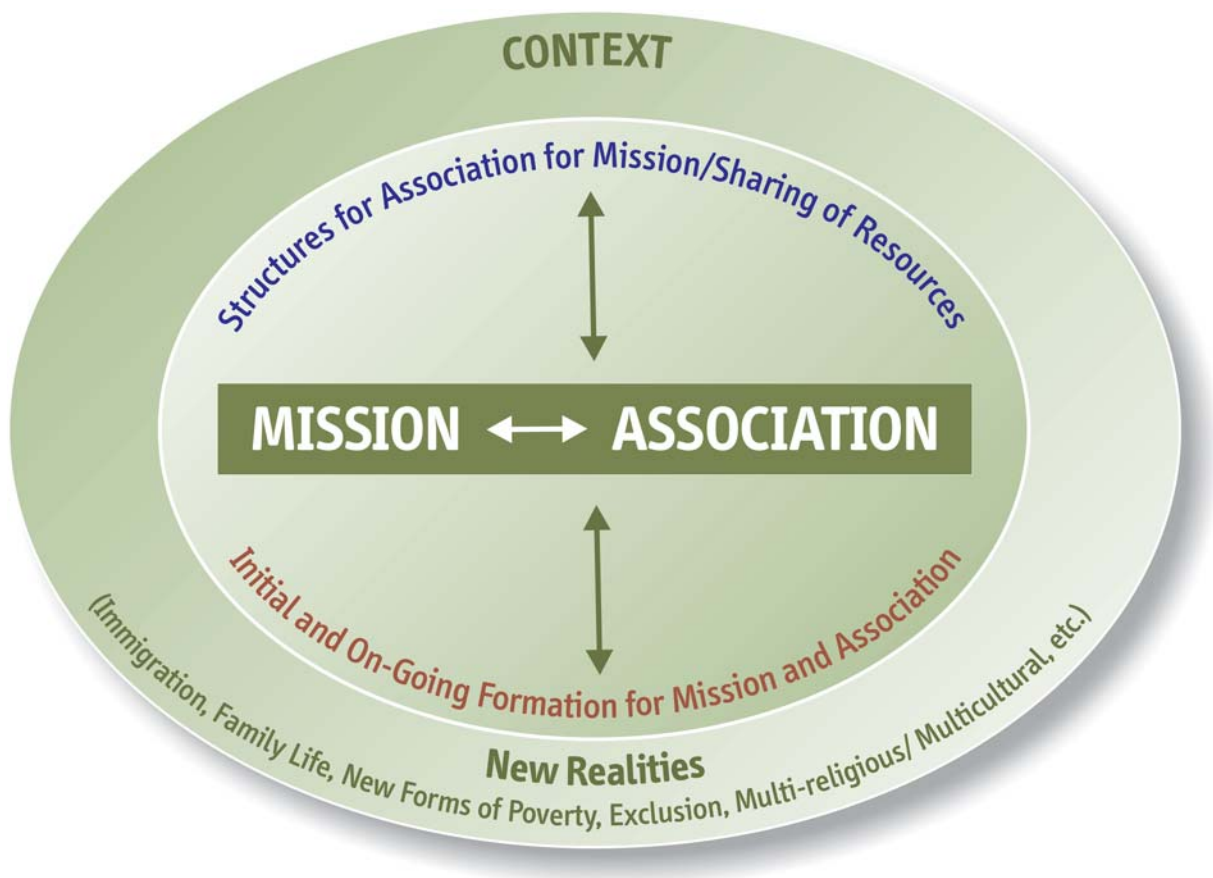 CONTEXT
Structures for Association for Mission/Sharing of Resources
MISSION ASSOCIATION
Initial and On-Going Formation for Mission and Association
New Realities
(Immigration, Family Life, New Forms of Poverty, Exclusion, Multi-religious/ Multicultural, etc.)